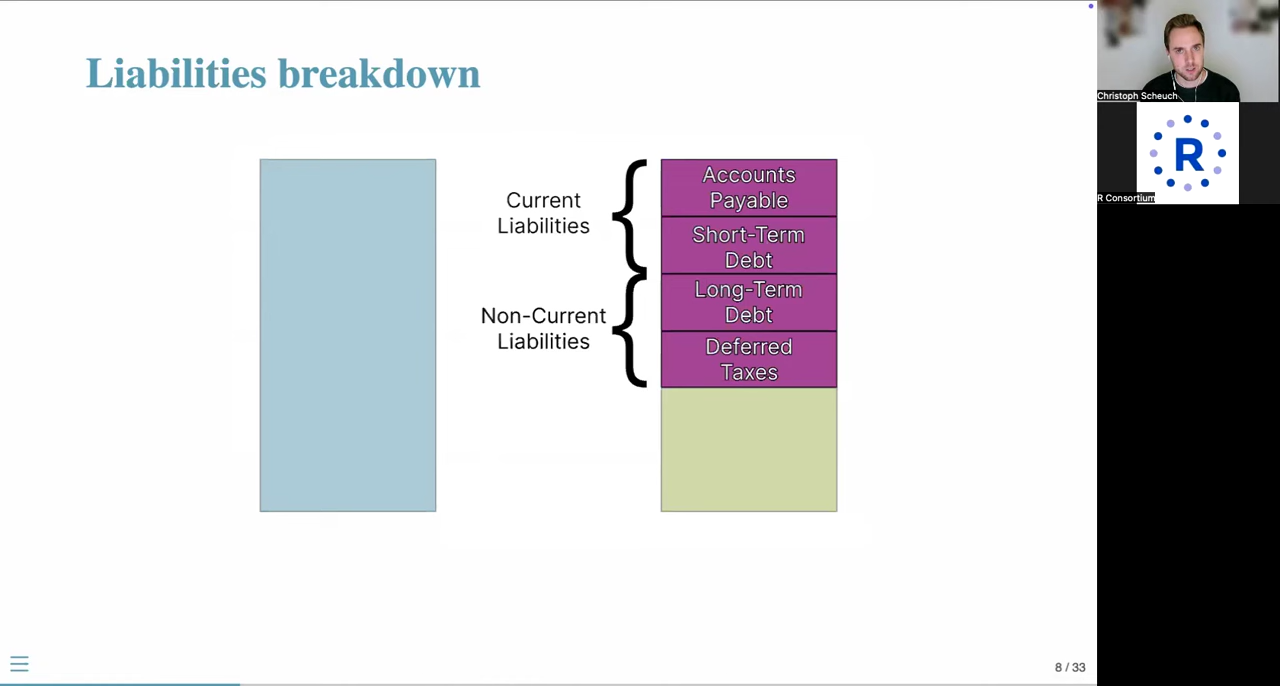 Liabilities breakdown
Current
Liabilities
Non-Current
Liabilities
Accounts
Payable
Short-Term
Debt
Long-Term
Debt
Deferred
Taxes
8 / 33
Christoph Scheuch
R
R Consortium